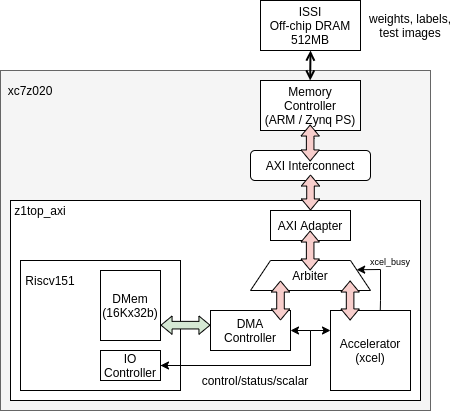 ISSI
Off-chip DRAM
512MB
weights, labels,
test images
xc7z020
Memory
Controller
(ARM / Zynq PS)
AXI Interconnect
z1top_axi
AXI Adapter
xcel_busy
Arbiter
Riscv151
DMem
(16Kx32b)
DMA
Controller
Accelerator
(xcel)
IO
Controller
control/status/scalar